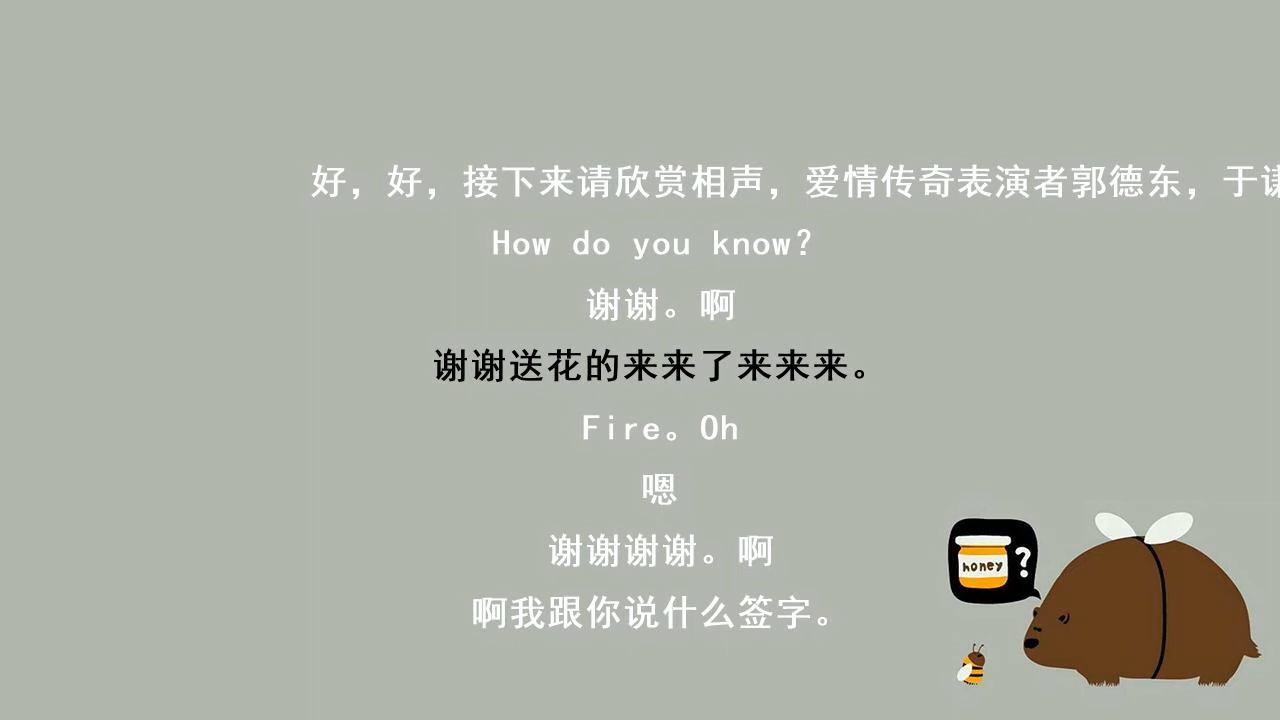 好，好，接下来请欣赏相声，爱情传奇表演者郭德东，于
How do you know？
谢谢。啊
谢谢送花的来来了来来来。
Fire。Oh
嗯
谢谢谢谢。啊
啊我跟你说什么签字。
honey
?